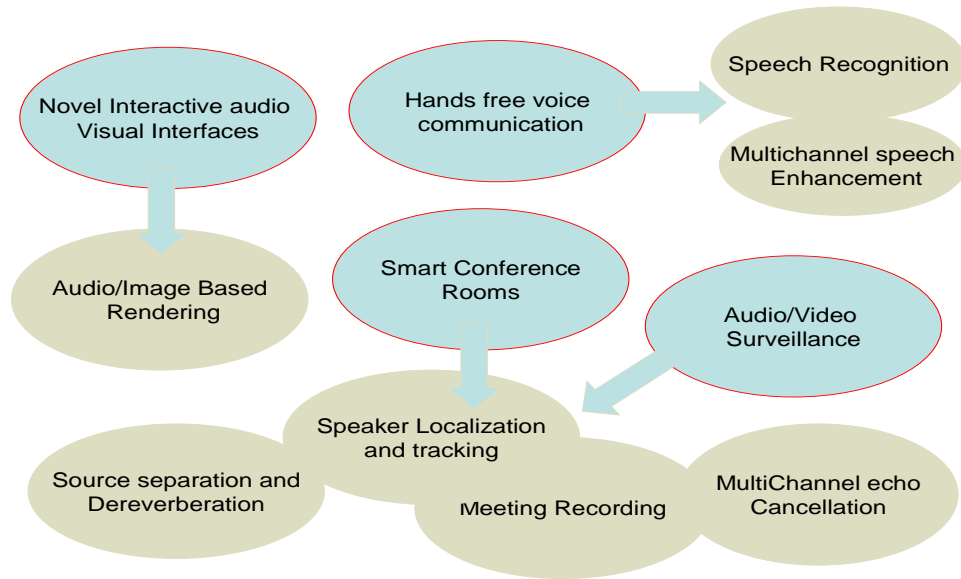 Novel Interactive audio
Visual Interfaces
Hands free voice
communication
Speech Recognition
Multichannel speech
Enhancement
Audio/Image Based
Rendering
Smart Conference
Rooms
Audio/Video
Surveillance
Speaker Localization
and tracking
Source separation and
Dereverberation
Meeting Recording
MultiChannel echo
Cancellation